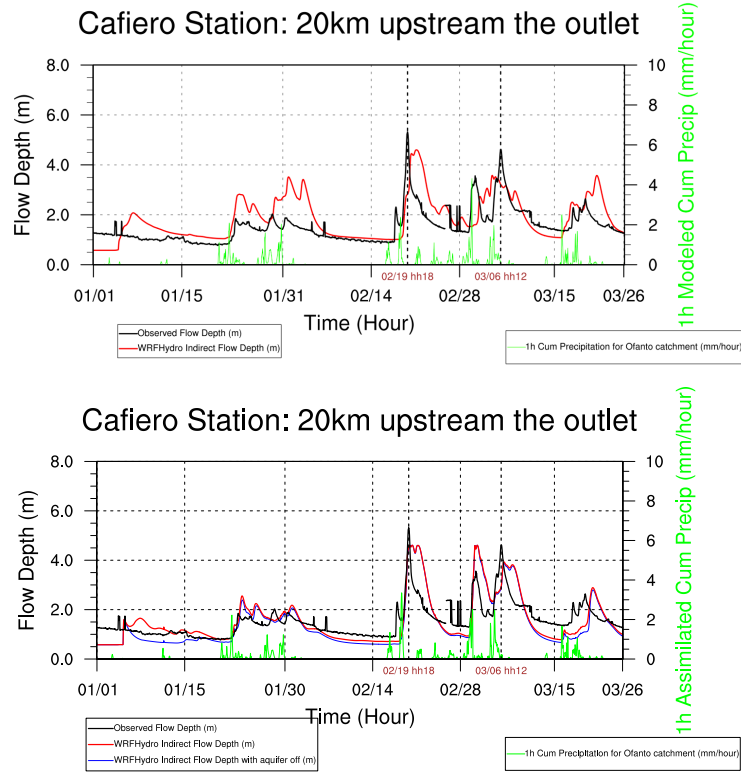 Cafiero Station: 20km upstream the outlet
8.0
6.0
4.0
2.0
0.0
Flow Depth (m)
10
8
6
4
2
0
1h Modeled Cum Precip (mm/hour)
02/19 hh18
03/06 hh12
01/01
01/15
01/31
02/14
02/28
03/15
03/26
Time (Hour)
Observed Flow Depth (m)
WRFHydro Indirect Flow Depth (m)
1h Cum Precipitation for Ofanto catchment (mm/hour)
Cafiero Station: 20km upstream the outlet
8.0
6.0
4.0
2.0
0.0
Flow Depth (m)
10
8
6
4
2
0
1h Assimilated Cum Precip (mm/hour)
02/19 hh18
03/06 hh12
01/01
01/15
01/30
02/14
02/28
03/15
03/26
Time (Hour)
Observed Flow Depth (m)
WRFHydro Indirect Flow Depth (m)
WRFHydro Indirect Flow Depth with aquifer off (m)
1h Cum Precipitation for Ofanto catchment (mm/hour)